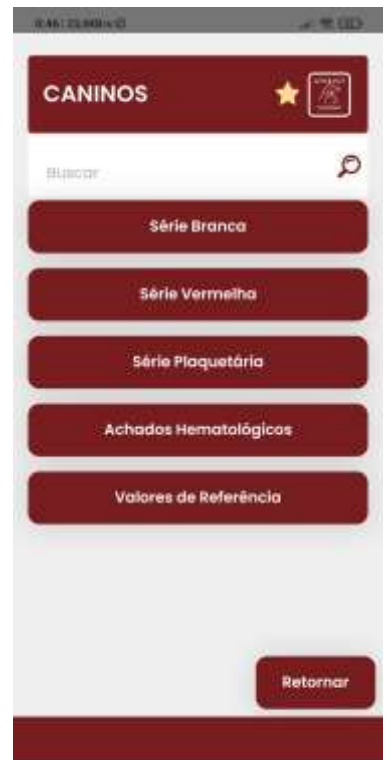 CANINOS
Buscar
Série Branca
Série Vermelha
Série Plaquetária
Achados Hematológicos
Valores de Referência
Retornar